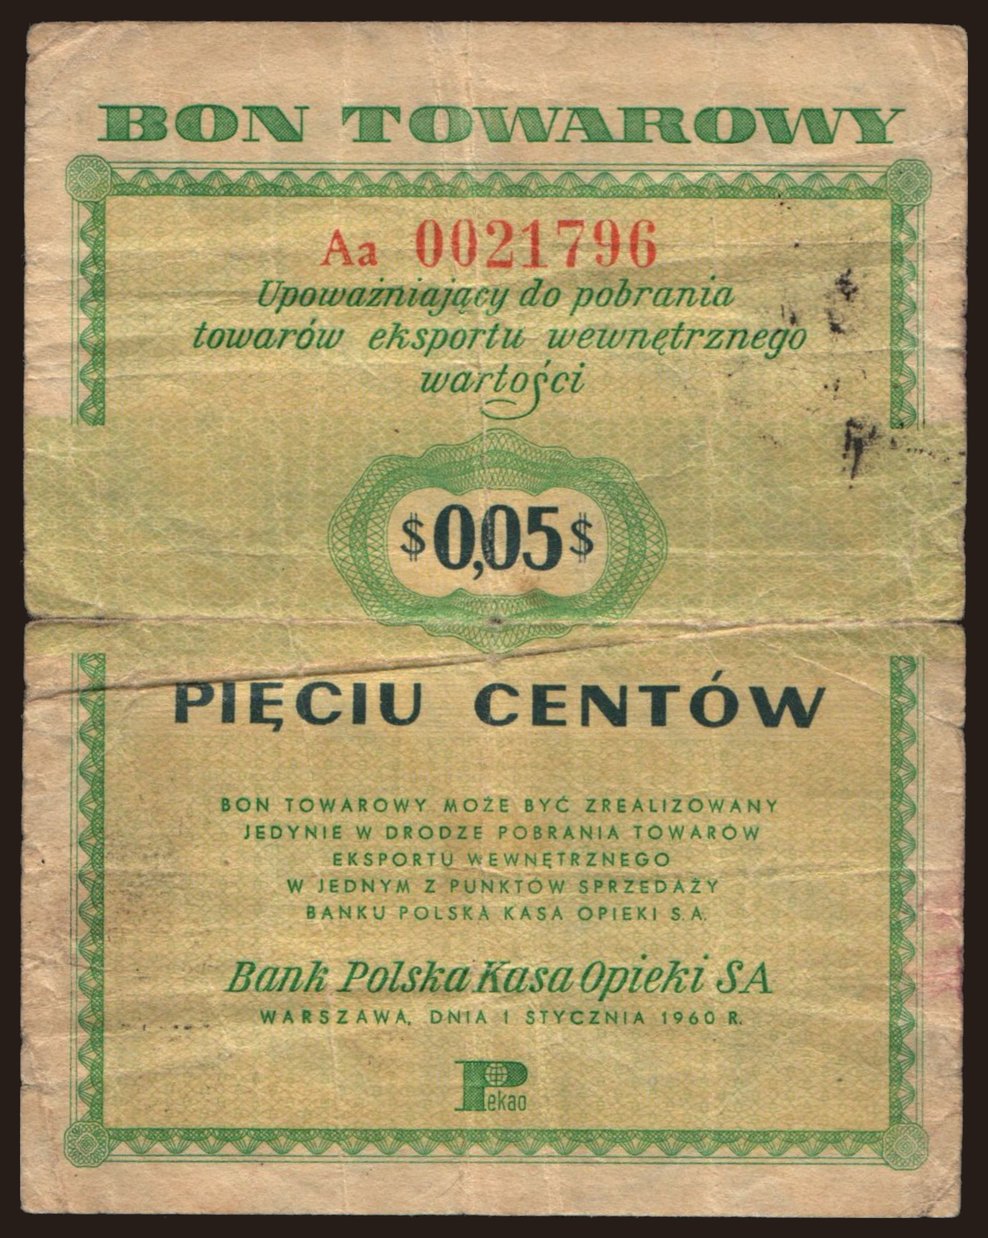 BON TOWAROWY
Aa 0021796
Upoważniający do pobrania
towarów eksportu wewnętrznego
wartości
$0,05$
PIĘCIU CENTÓW
BON TOWAROWY MOŻE BYĆ ZREALIZOWANY
JEDYNIE W DRODZE POBRANIA TOWARÓW
EKSPORTU WEWNĘTRZNEGO
W JEDNYM Z PUNKTÓW SPRZEDAŻY
BANKU POLSKA KASA OPIEKI S.A.
Bank Polska Kasa Opieki SA
WARSZAWA, DNIA 1 STYCZNIA 1960 R.
Pekao